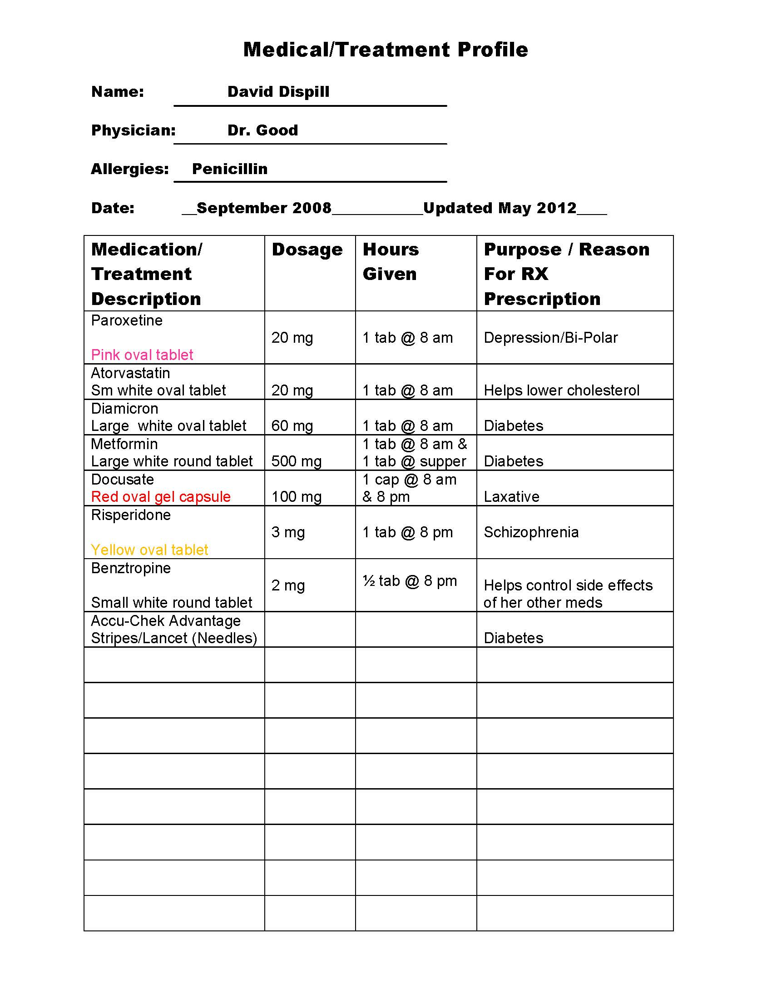 Medical/Treatment Profile
Name: David Dispill
Physician: Dr. Good
Allergies: Penicillin
Date: __September 2008__________Updated May 2012____
Medication/ Dosage Hours Purpose / Reason
Treatment Given For RX
Description Prescription
Paroxetine
20 mg 1 tab @ 8 am Depression/Bi-Polar
Pink oval tablet
Atorvastatin
Sm white oval tablet 20 mg 1 tab @ 8 am Helps lower cholesterol
Diamicron
Large  white oval tablet 60 mg 1 tab @ 8 am Diabetes
Metformin 1 tab @ 8 am &
Large white round tablet 500 mg 1 tab @ supper Diabetes
Docusate 1 cap @ 8 am
Red oval gel capsule 100 mg & 8 pm Laxative
Risperidone
3 mg 1 tab @ 8 pm Schizophrenia
Yellow oval tablet
Benztropine
2 mg ½ tab @ 8 pm Helps control side effects
Small white round tablet of her other meds
Accu-Chek Advantage
Stripes/Lancet (Needles) Diabetes